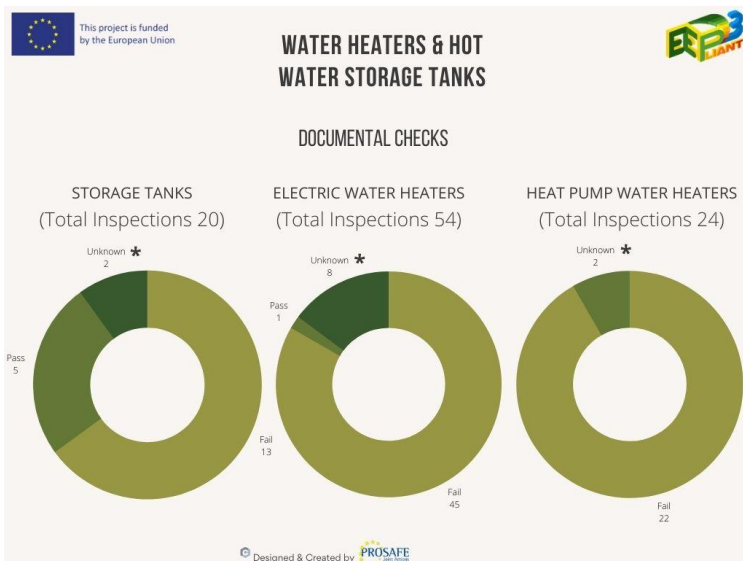 This project is funded
by the European Union
WATER HEATERS & HOT
WATER STORAGE TANKS
EEPLIANT3
DOCUMENTAL CHECKS
STORAGE TANKS
(Total Inspections 20)
Unknown *
2
Pass
5
Fail
13
ELECTRIC WATER HEATERS
(Total Inspections 54)
Unknown *
8
Pass
1
Fail
45
HEAT PUMP WATER HEATERS
(Total Inspections 24)
Unknown *
2
Fail
22
Designed & Created by PROSAFE